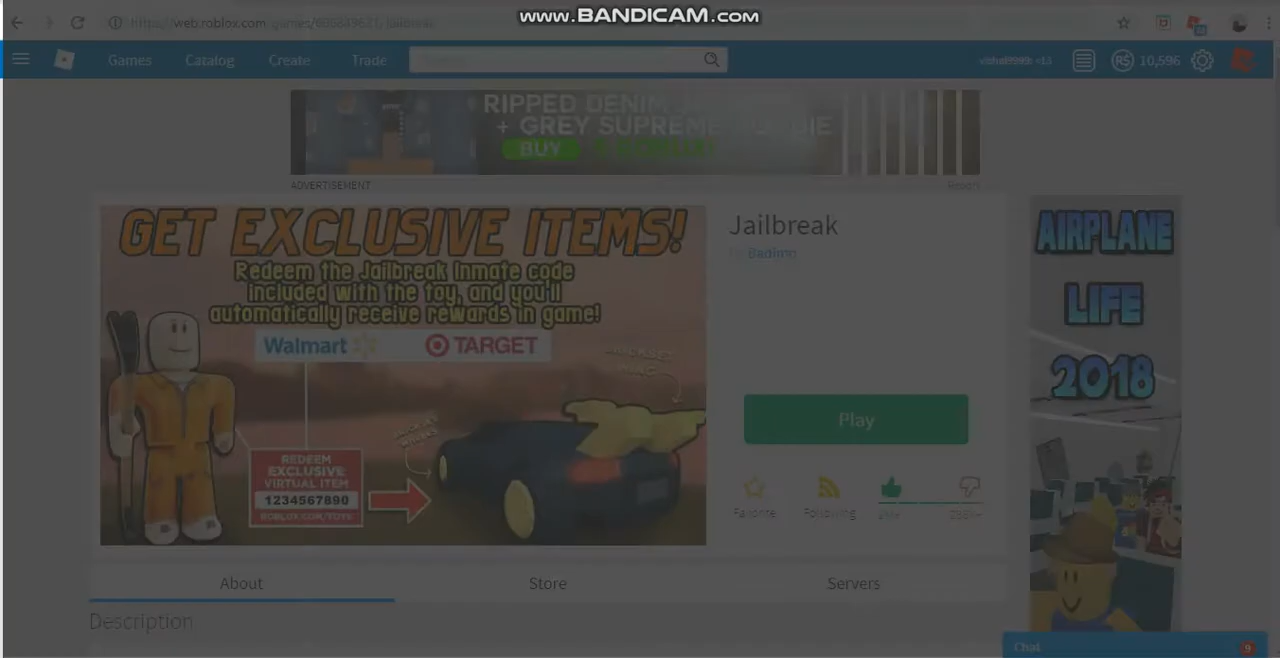 www.BANDICAM.com
Games
Catalog
Create
Trade
R$ 10,596
RIPPED DENIM
+ GREY SUPREME
BUY
ADVERTISEMENT
Report
GET EXCLUSIVE ITEMS!
Redeem the Jailbreak Inmate code
included with the toy, and you'll
automatically receive rewards in game!
Walmart
TARGET
REDEEM
EXCLUSIVE
VIRTUAL ITEM
1234567890
ROBLOX.COM/TOYS
Jailbreak
by Badimo
Play
Favorite
Following
AIRPLANE
LIFE
2018
About
Store
Servers
Description
Chat
9